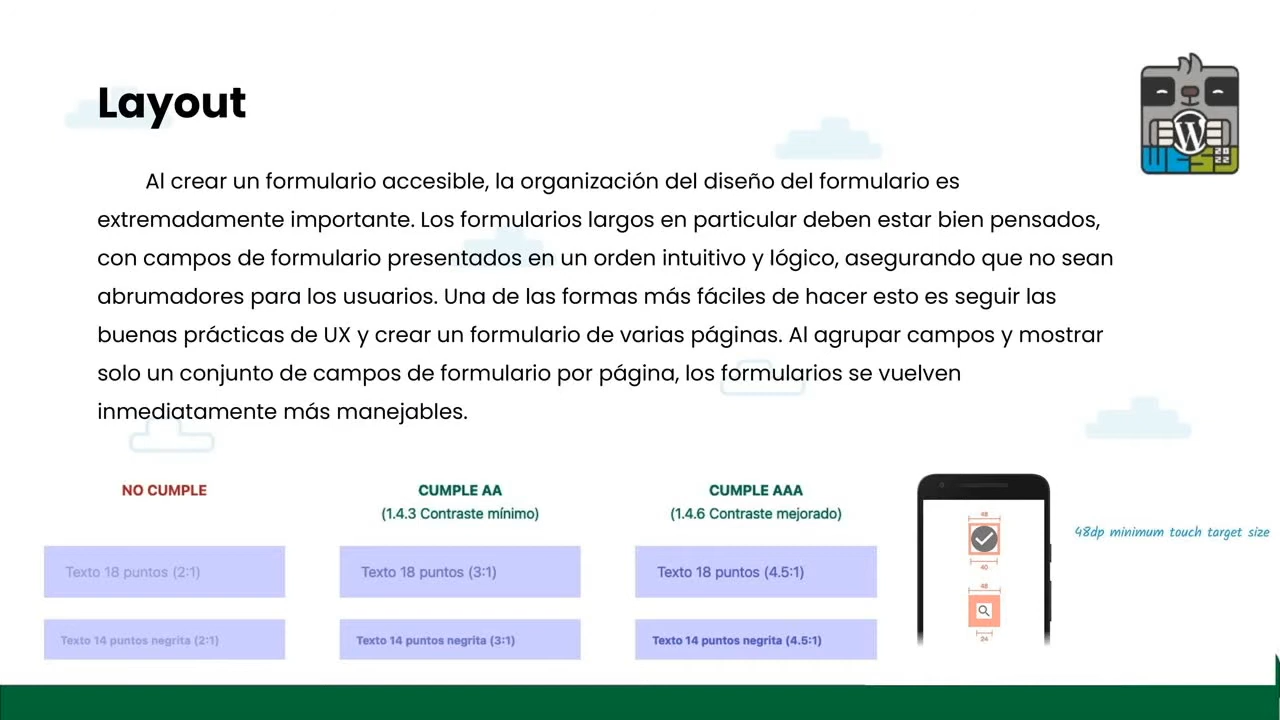 Layout
Al crear un formulario accesible, la organización del diseño del formulario es
extremadamente importante. Los formularios largos en particular deben estar bien pensados,
con campos de formulario presentados en un orden intuitivo y lógico, asegurando que no sean
abrumadores para los usuarios. Una de las formas más fáciles de hacer esto es seguir las
buenas prácticas de UX y crear un formulario de varias páginas. Al agrupar campos y mostrar
solo un conjunto de campos de formulario por página, los formularios se vuelven
inmediatamente más manejables.
NO CUMPLE
Texto 18 puntos (2:1)
Texto 14 puntos negrita (2:1)
CUMPLE AA
(1.4.3 Contraste mínimo)
Texto 18 puntos (3:1)
Texto 14 puntos negrita (3:1)
CUMPLE AAA
(1.4.6 Contraste mejorado)
Texto 18 puntos (4.5:1)
Texto 14 puntos negrita (4.5:1)
48
40
48
24
48dp minimum touch target size